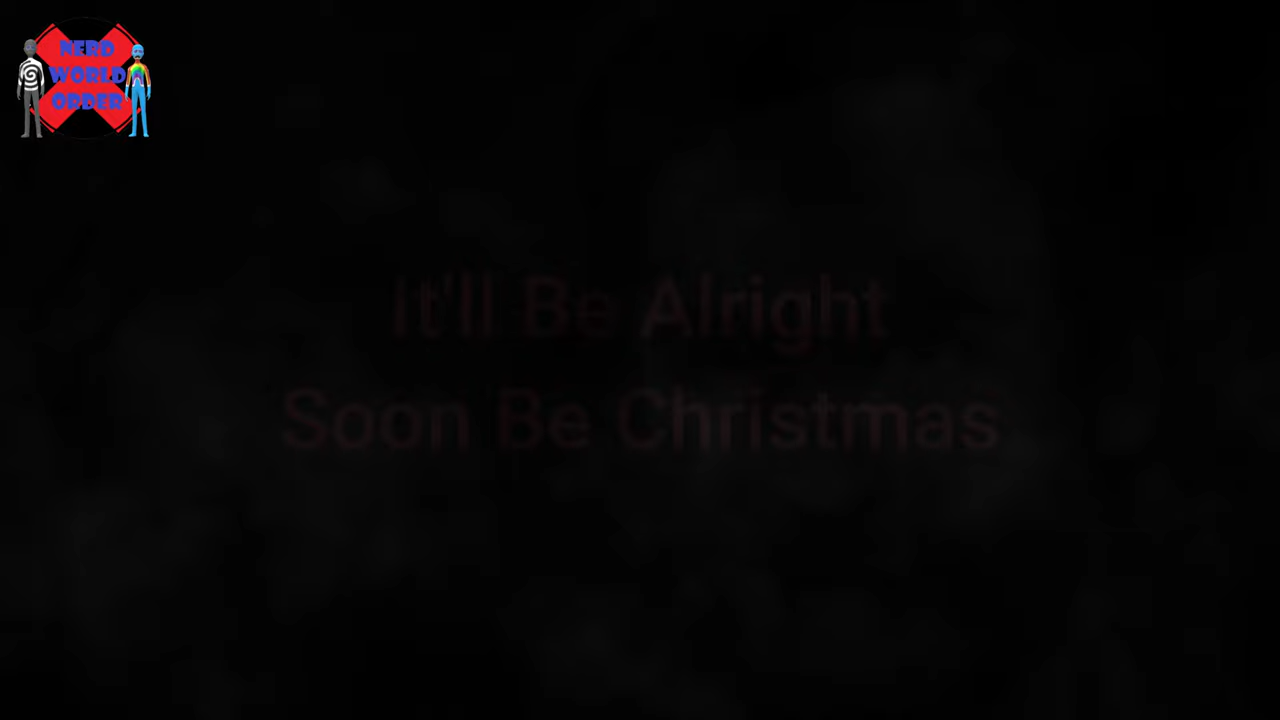 NERD
WORLD
ORDER
It'll Be Alright
Soon Be Christmas